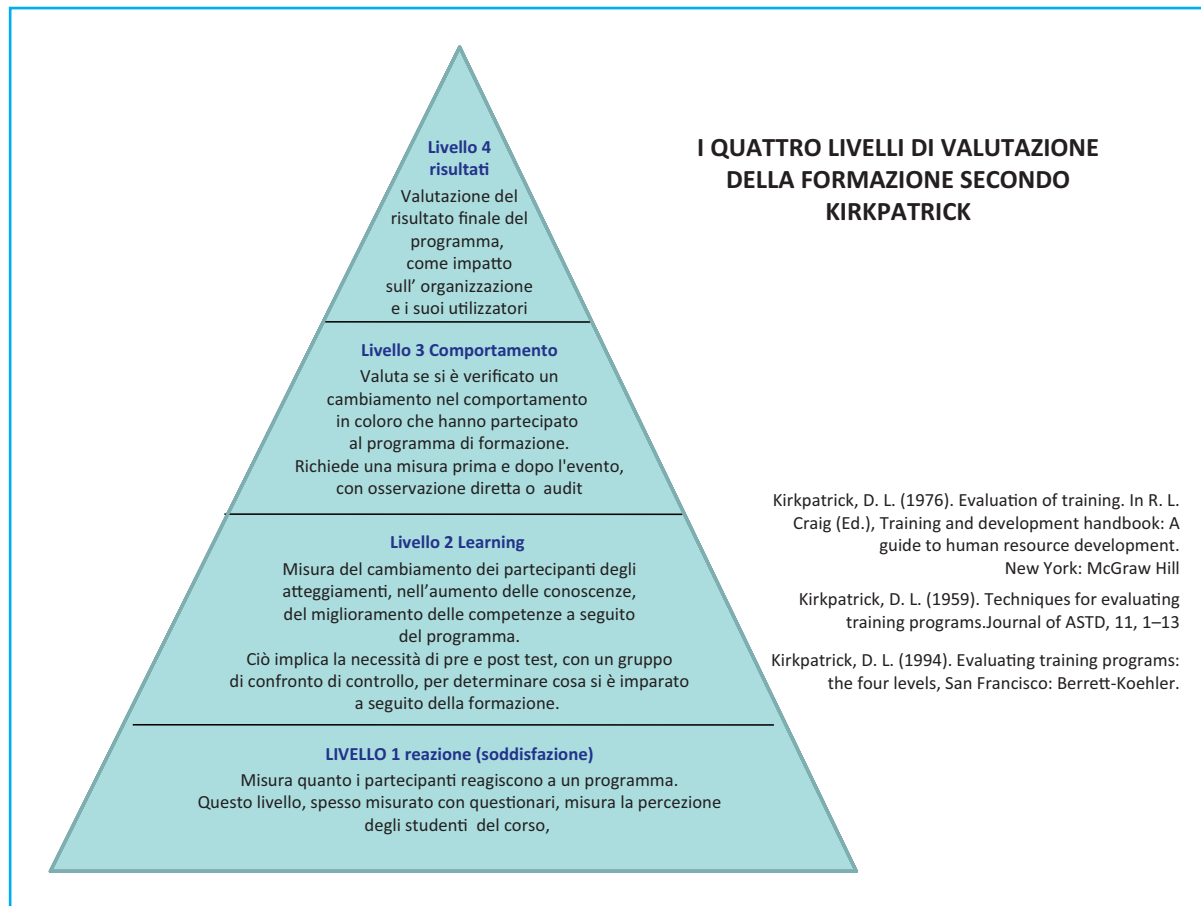 I QUATTRO LIVELLI DI VALUTAZIONE
DELLA FORMAZIONE SECONDO
KIRKPATRICK
Livello 4
risultati
Valutazione del
risultato finale del
programma,
come impatto
sull’ organizzazione
e i suoi utilizzatori
Livello 3 Comportamento
Valuta se si è verificato un
cambiamento nel comportamento
in coloro che hanno partecipato
al programma di formazione.
Richiede una misura prima e dopo l'evento,
con osservazione diretta o audit
Livello 2 Learning
Misura del cambiamento dei partecipanti degli
atteggiamenti, nell’aumento delle conoscenze,
del miglioramento delle competenze a seguito
del programma.
Ciò implica la necessità di pre e post test, con un gruppo
di confronto di controllo, per determinare cosa si è imparato
a seguito della formazione.
LIVELLO 1 reazione (soddisfazione)
Misura quanto i partecipanti reagiscono a un programma.
Questo livello, spesso misurato con questionari, misura la percezione
degli studenti del corso,
Kirkpatrick, D. L. (1976). Evaluation of training. In R. L.
Craig (Ed.), Training and development handbook: A
guide to human resource development.
New York: McGraw Hill
Kirkpatrick, D. L. (1959). Techniques for evaluating
training programs.Journal of ASTD, 11, 1–13
Kirkpatrick, D. L. (1994). Evaluating training programs:
the four levels, San Francisco: Berrett-Koehler.